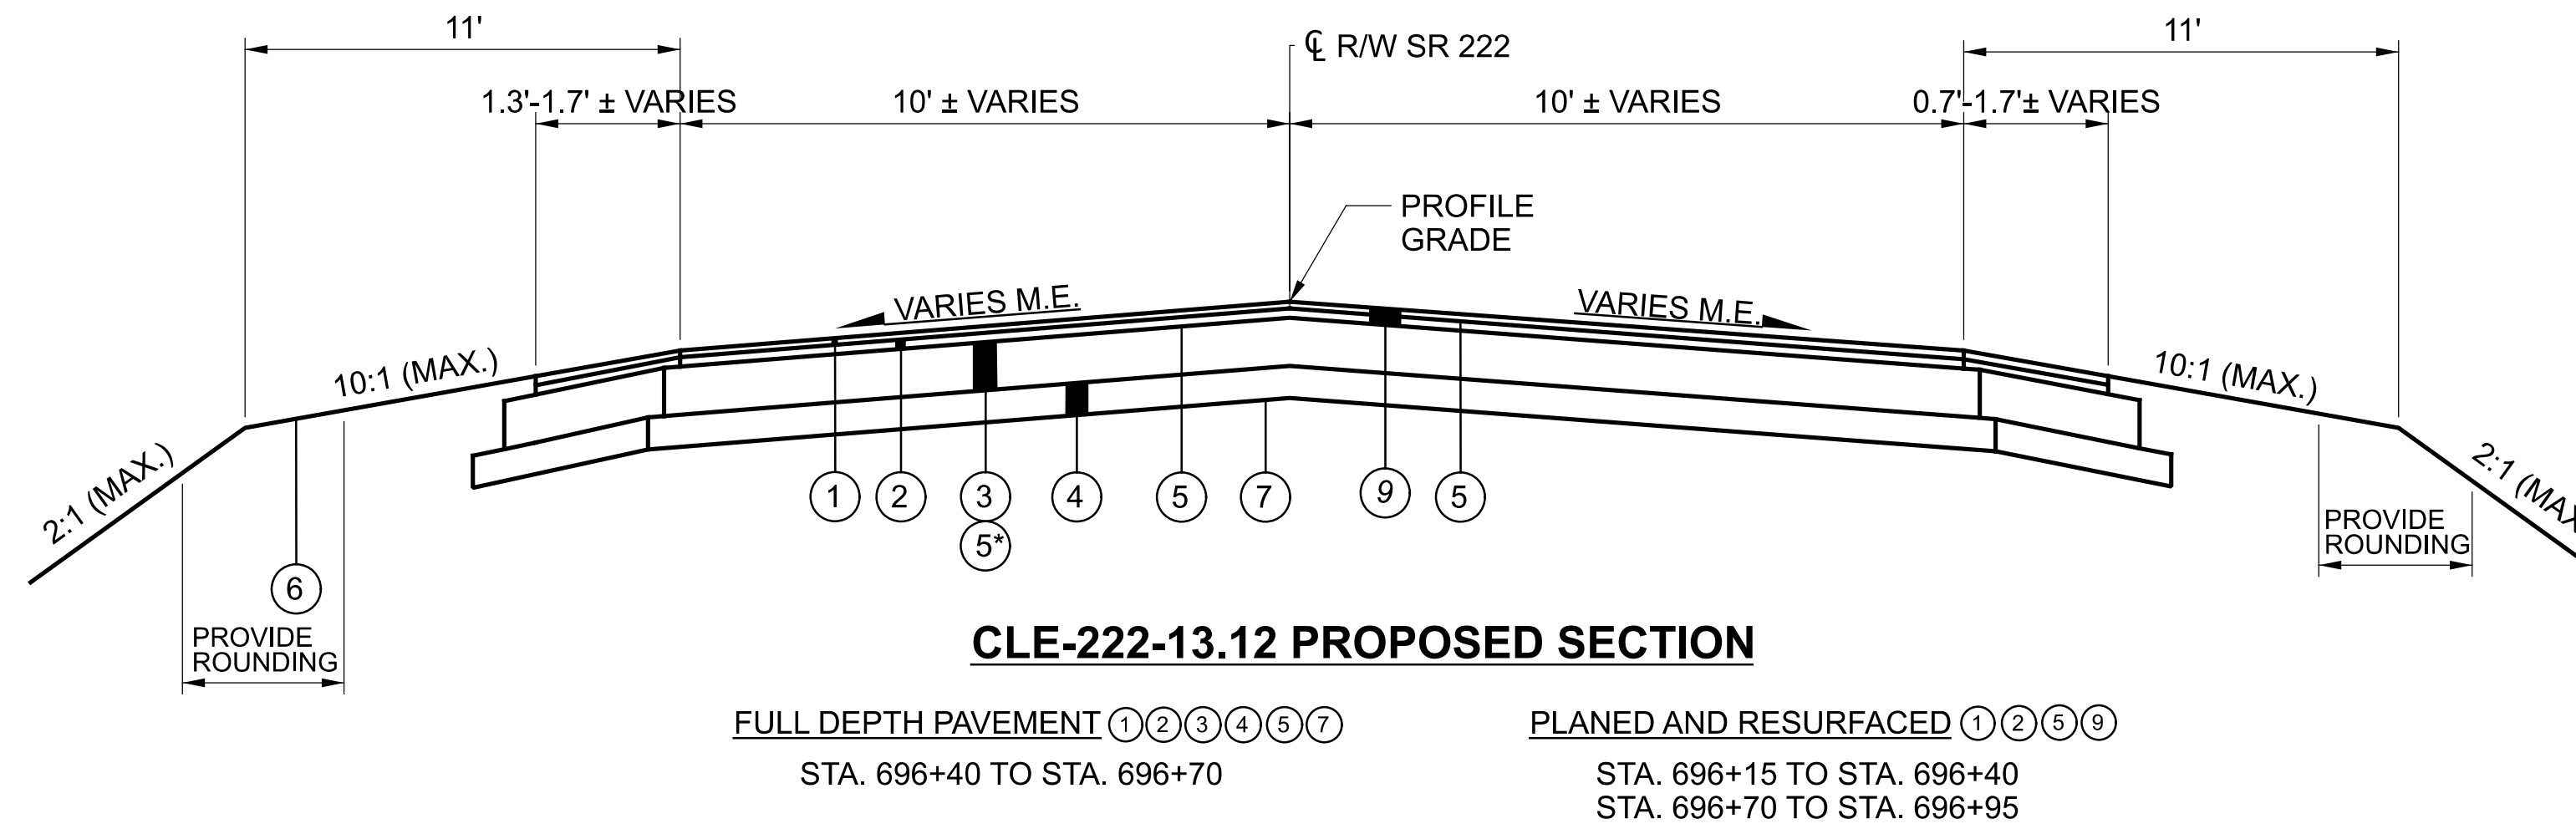 11'
11'
℄ R/W SR 222
1.3'-1.7' ± VARIES
10' ± VARIES
10' ± VARIES
0.7'-1.7'± VARIES
PROFILE
GRADE
VARIES M.E.
VARIES M.E.
10:1 (MAX.)
10:1 (MAX.)
2:1 (MAX.)
2:1 (MAX
1
2
3
4
5
7
9
5
5*
6
PROVIDE
ROUNDING
PROVIDE
ROUNDING
CLE-222-13.12 PROPOSED SECTION
FULL DEPTH PAVEMENT 1 2 3 4 5 7
STA. 696+40 TO STA. 696+70
PLANED AND RESURFACED 1 2 5 9
STA. 696+15 TO STA. 696+40
STA. 696+70 TO STA. 696+95